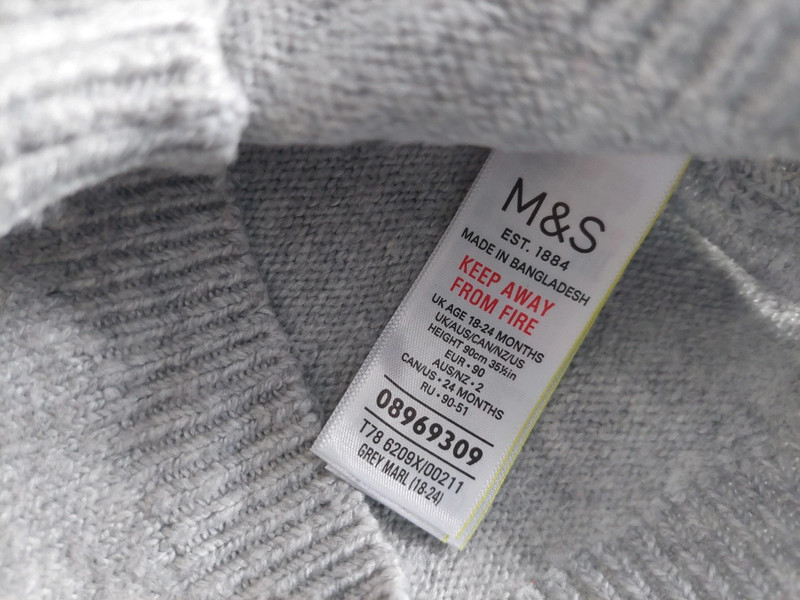 M&S
EST. 1884
MADE IN BANGLADESH
KEEP AWAY
FROM FIRE
UK AGE 18-24 MONTHS
UK/AUS/CAN/NZ/US
HEIGHT 90cm 35½in
EUR • 90
AUS/NZ • 2
CAN/US • 24 MONTHS
RU • 90-51
08969309
T78 6209X/00211
GREY MARL (18-24)